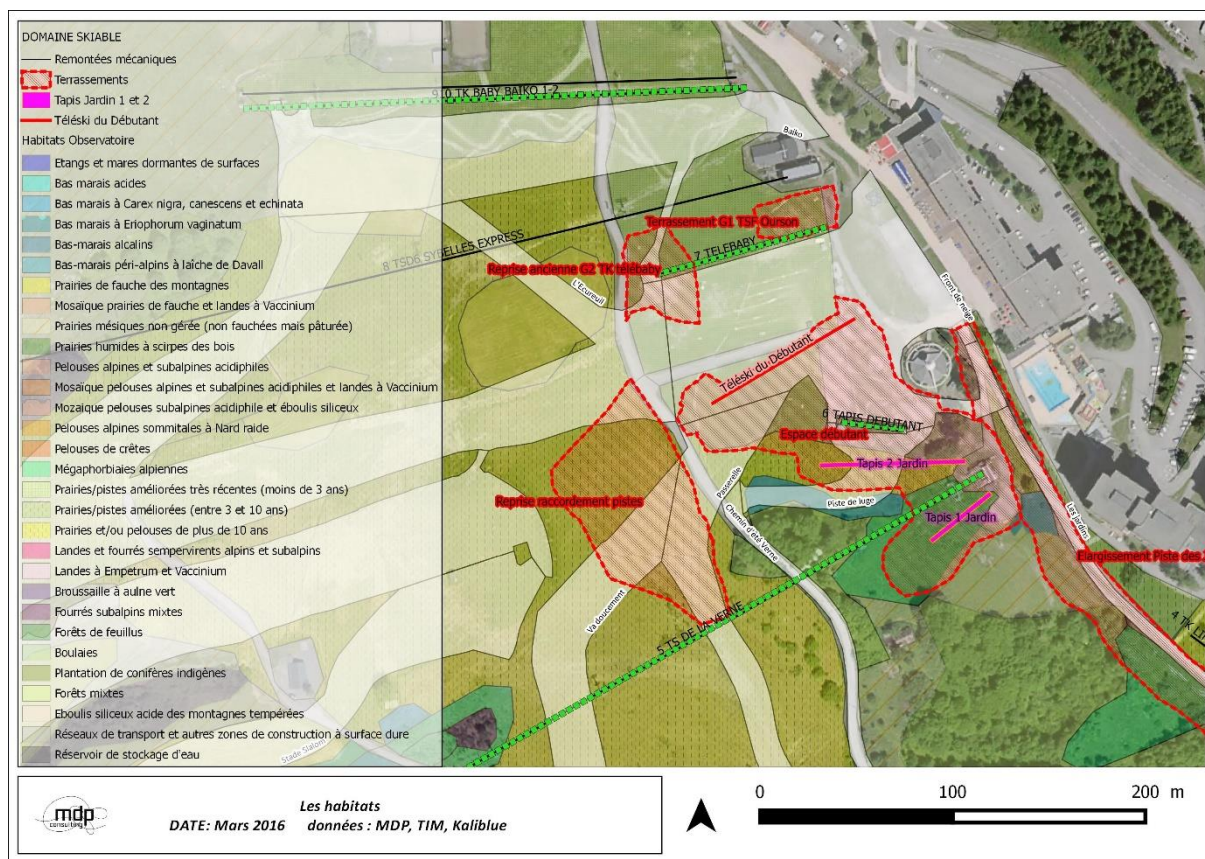 DOMAINE SKIABLE
Remontées mécaniques
Terrassements
Tapis Jardin 1 et 2
Téléski du Débutant
Habitats Observatoire
Etangs et mares dormantes de surfaces
Bas marais acides
Bas marais à Carex nigra, canescens et echinata
Bas marais à Eriophorum vaginatum
Bas-marais alcalins
Bas-marais péri-alpins à laîche de Davall
Prairies de fauche des montagnes
Mosaïque prairies de fauche et landes à Vaccinium
Prairies mésiques non gérée (non fauchées mais pâturée)
Prairies humides à scirpes des bois
Pelouses alpines et subalpines acidiphiles
Mosaïque pelouses alpines et subalpines acidiphiles et landes à Vaccinium
Mozaïque pelouses subalpines acidiphile et éboulis siliceux
Pelouses alpines sommitales à Nard raide
Pelouses de crêtes
Mégaphorbiaies alpiennes
Prairies/pistes améliorées très récentes (moins de 3 ans)
Prairies/pistes améliorées (entre 3 et 10 ans)
Prairies et/ou pelouses de plus de 10 ans
Landes et fourrés sempervirents alpins et subalpins
Landes à Empetrum et Vaccinium
Broussaille à aulne vert
Fourrés subalpins mixtes
Forêts de feuillus
Boulaies
Plantation de conifères indigènes
Forêts mixtes
Eboulis siliceux acide des montagnes tempérées
Réseaux de transport et autres zones de construction à surface dure
Réservoir de stockage d'eau
TK BABY BAIKO 1-2
Baiko
Terrassement G1 TSF Ourson
8 TSD6 SYBELLES EXPRESS
7 TELEBABY
Reprise ancienne G2 TK télébaby
L'Ecureuil
Front de neige
Téléski du Débutant
6 TAPIS DEBUTANT
Espace débutant
Tapis 2 Jardin
Passerelle
Piste de luge
Reprise raccordement pistes
Chemin d'été Verne
Tapis 1 Jardin
Les Jardins
Elargissement Piste des
Va doucement
5 TS DE LA VERNE
4 TK
Stade Slalom
mdp
consulting
Les habitats
DATE: Mars 2016 données : MDP, TIM, Kaliblue
0 100 200 m